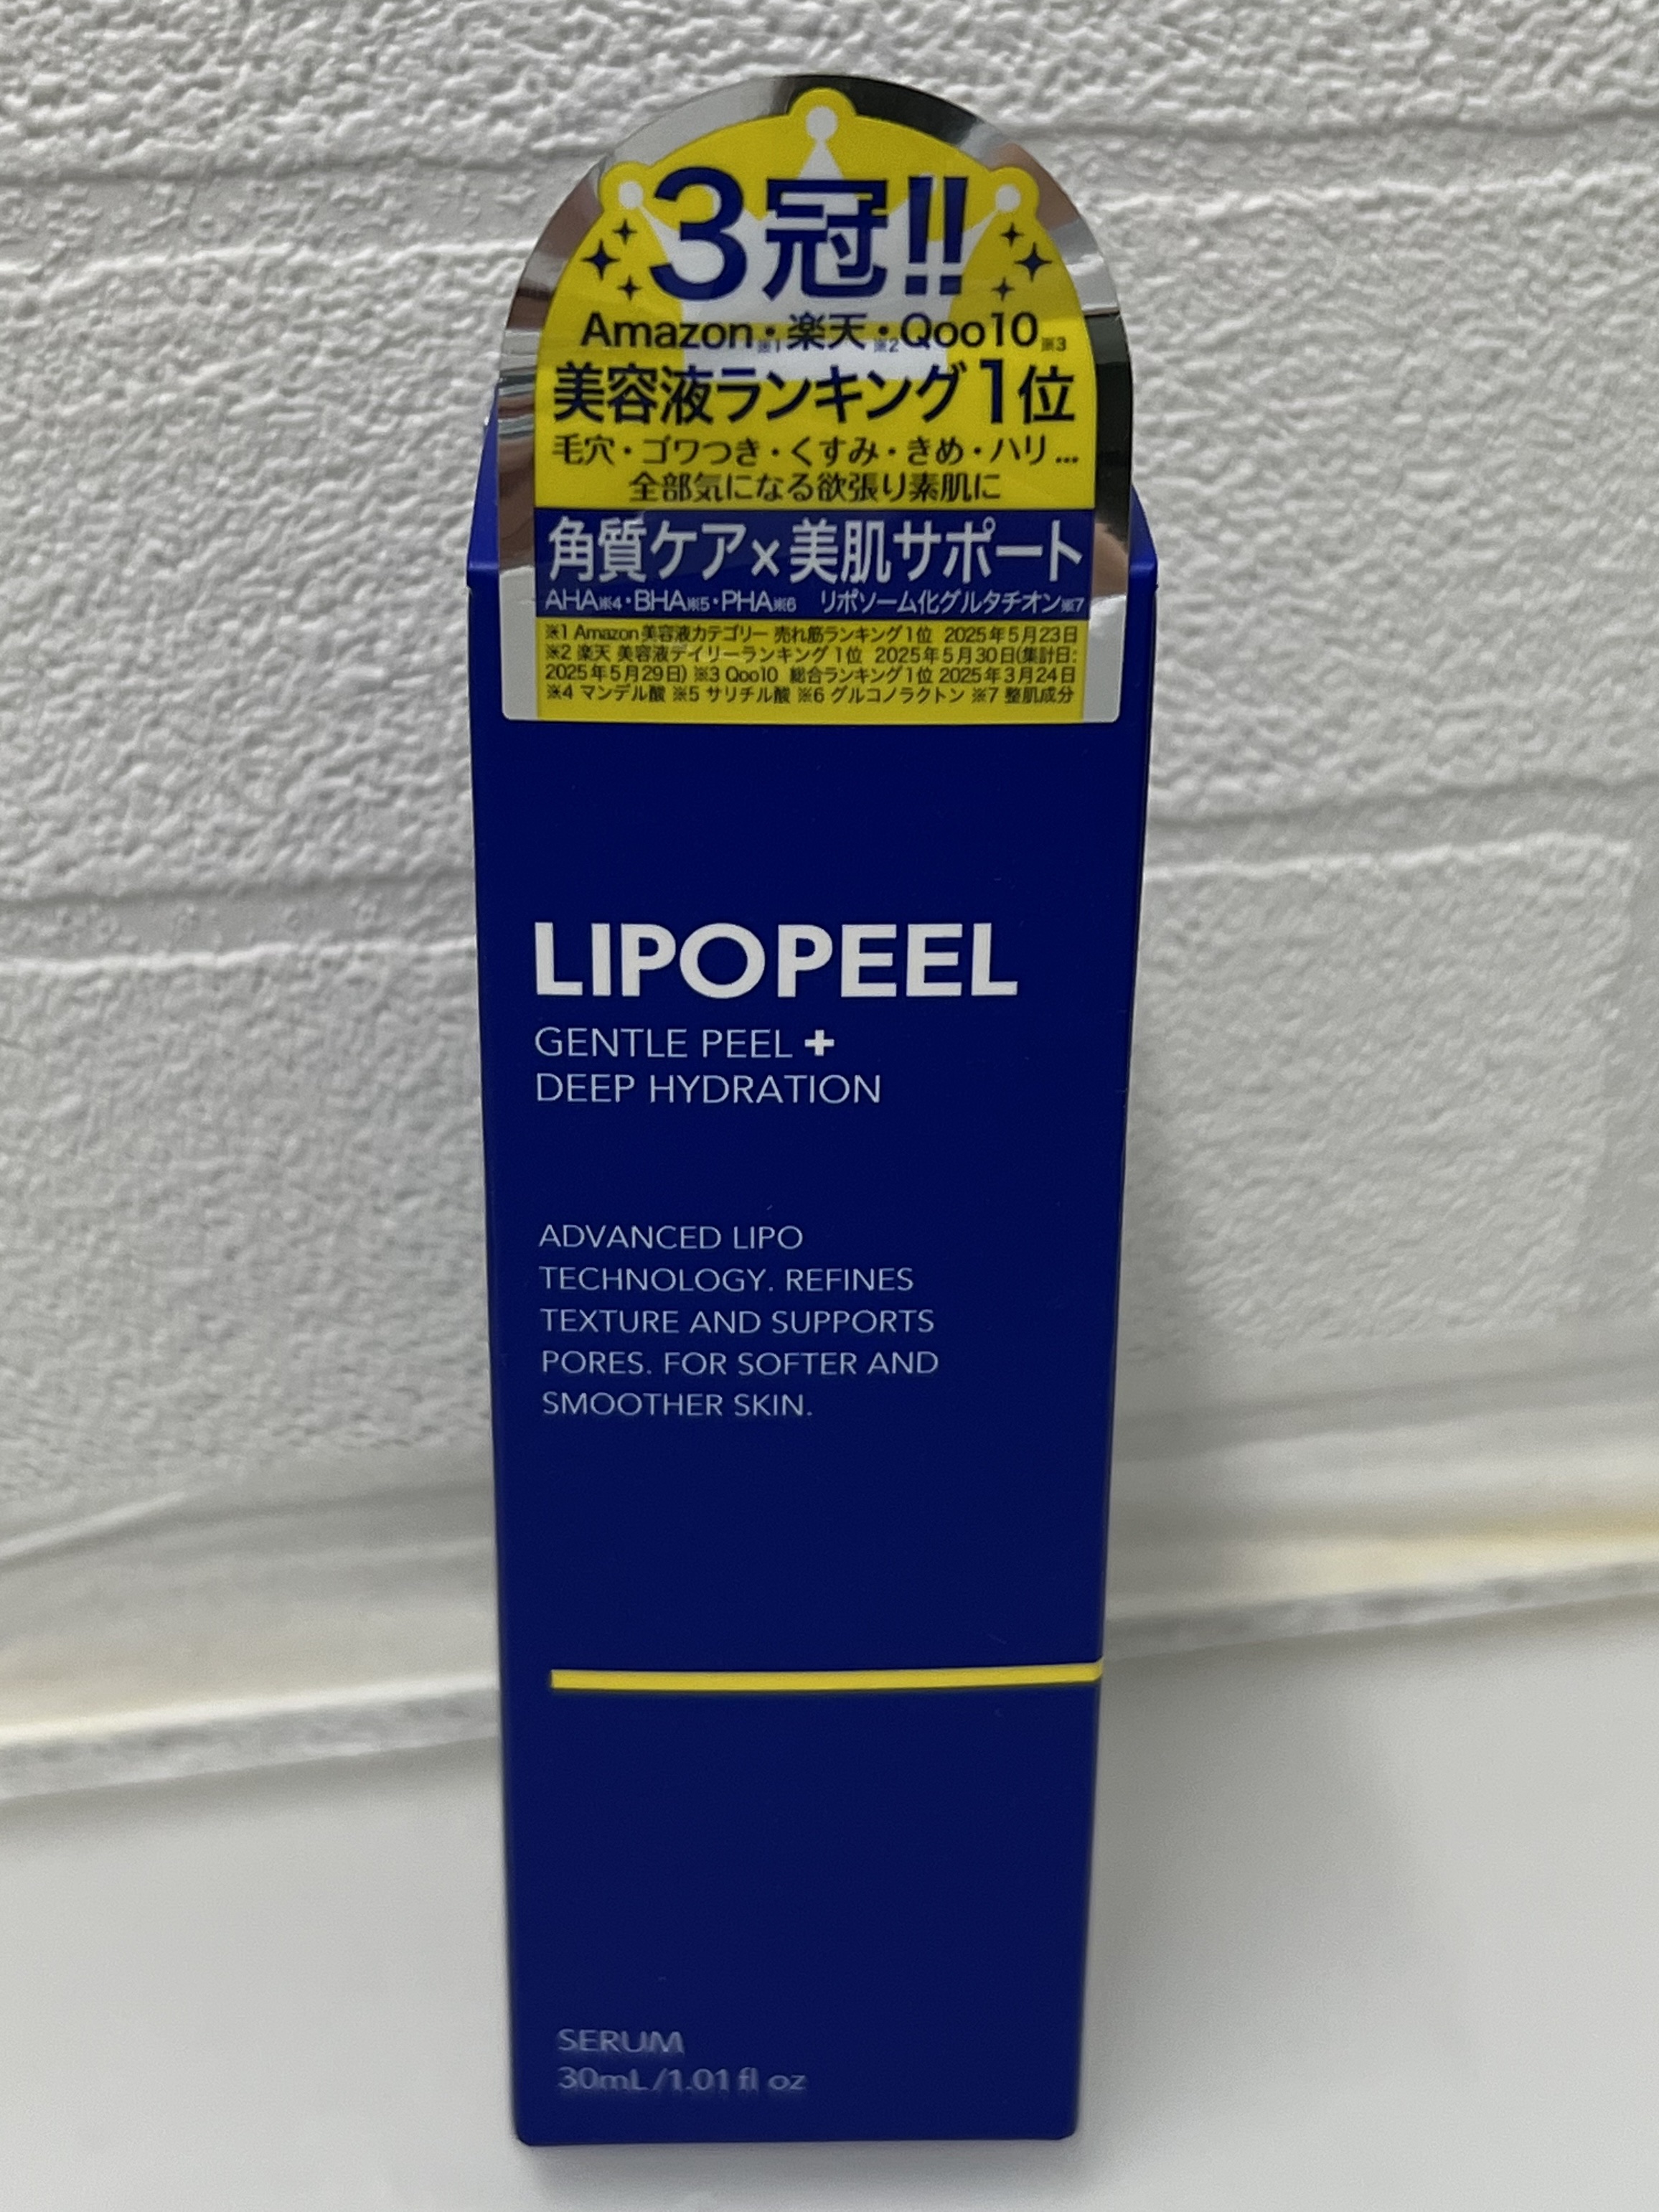 3冠!!
Amazon※1・楽天※2・Qoo10※3
美容液ランキング1位
毛穴・ゴワつき・くすみ・きめ・ハリ...
全部気になる欲張り素肌に
角質ケア×美肌サポート
AHA※4・BHA※5・PHA※6 リポソーム化グルタチオン※7
※1 Amazon美容液カテゴリー 売れ筋ランキング1位 2025年5月23日
※2 楽天 美容液デイリーランキング 1位 2025年5月30日(集計日:
2025年5月29日) ※3 Qoo10 総合ランキング1位 2025年3月24日
※4 マンデル酸 ※5 サリチル酸 ※6 グルコノラクトン ※7 整肌成分
LIPOPEEL
GENTLE PEEL +
DEEP HYDRATION
ADVANCED LIPO
TECHNOLOGY. REFINES
TEXTURE AND SUPPORTS
PORES. FOR SOFTER AND
SMOOTHER SKIN.
SERUM
30mL/1.01 fl oz